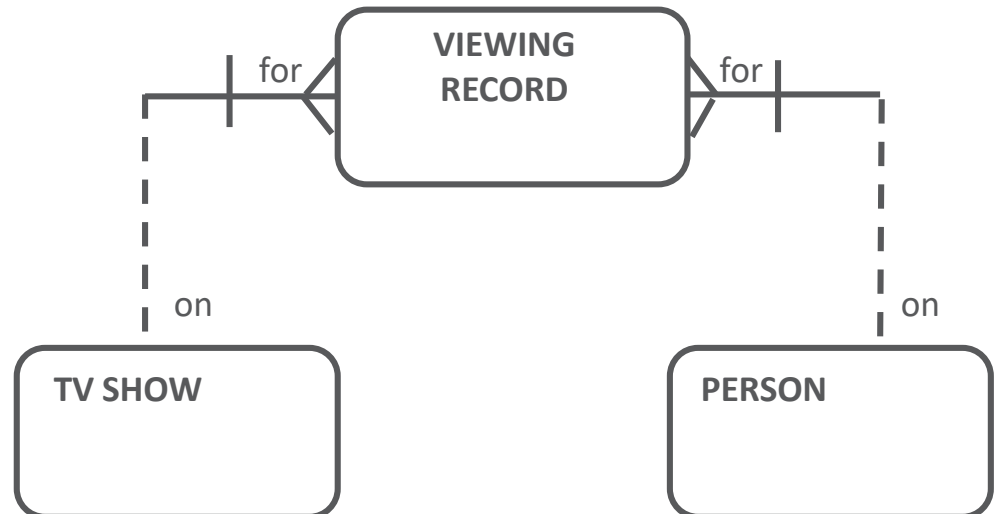 VIEWING
RECORD
for
for
on
on
TV SHOW
PERSON